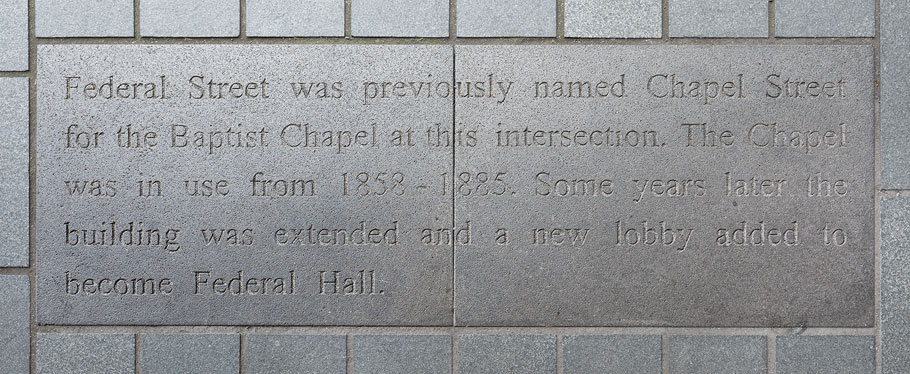 Federal Street was previously named Chapel Street
for the Baptist Chapel at this intersection. The Chapel
was in use from 1858 - 1885. Some years later the
building was extended and a new lobby added to
become Federal Hall.